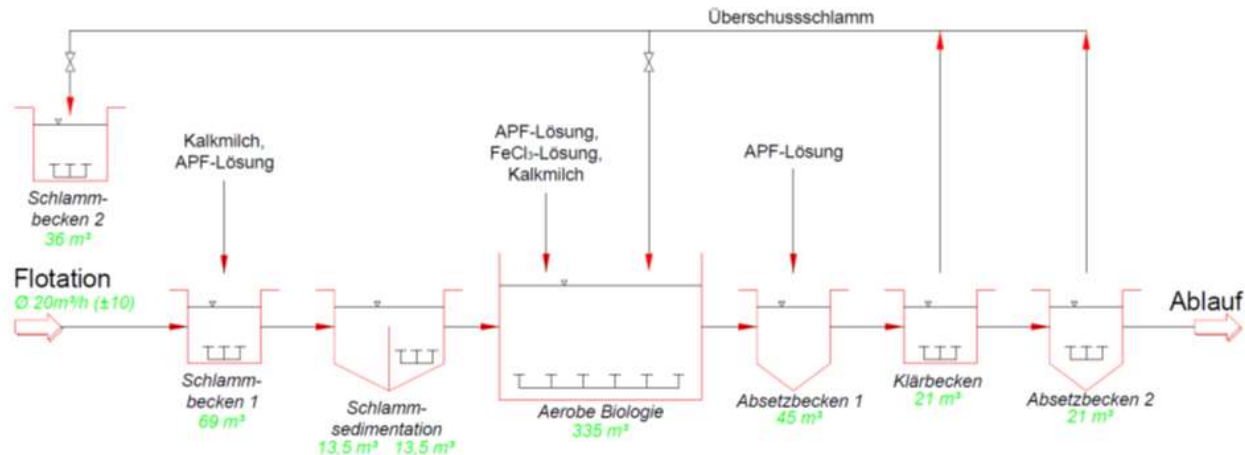 Überschussschlamm
Kalkmilch,
APF-Lösung
APF-Lösung,
FeCl₃-Lösung,
Kalkmilch
APF-Lösung
Schlamm-
becken 2
36 m³
Flotation
Ø 20m³/h (±10)
Ablauf
Schlamm-
becken 1
69 m³
Schlamm-
sedimentation
13,5 m³ 13,5 m³
Aerobe Biologie
335 m³
Absetzbecken 1
45 m³
Klärbecken
21 m³
Absetzbecken 2
21 m³